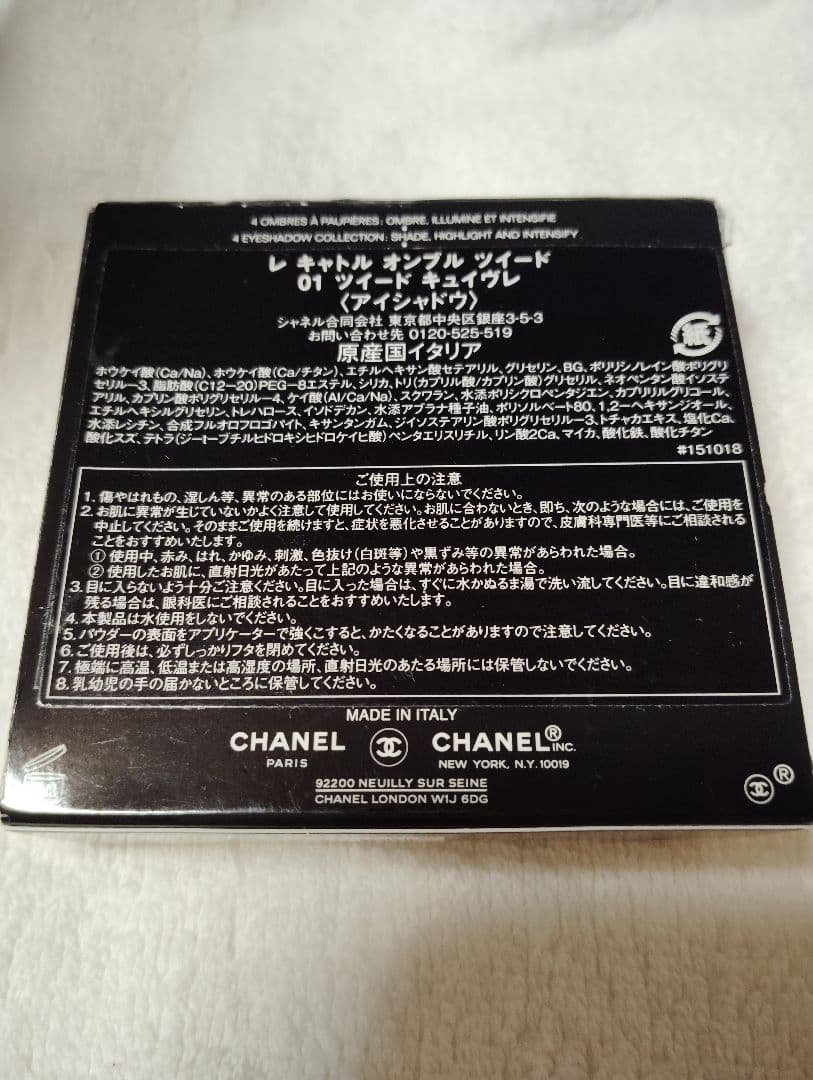 4 OMBRES À PAUPIÈRES: OMBRE, ILLUMINE ET INTENSIFIE
4 EYESHADOW COLLECTION: SHADE, HIGHLIGHT AND INTENSIFY
レ キャトル オンブル ツイード
01 ツイード キュイヴレ
〈アイシャドウ〉
シャネル合同会社 東京都中央区銀座3-5-3
お問い合わせ先 0120-525-519
原産国イタリア
紙
ホウケイ酸(Ca/Na)、ホウケイ酸(Ca/チタン)、エチルヘキサン酸セテアリル、グリセリン、BG、ポリリシノレイン酸ポリグリ
セリル-3、脂肪酸(C12-20)PEG-8エステル、シリカ、トリ(カプリル酸/カプリン酸)グリセリル、ネオペンタン酸イソステ
アリル、カプリン酸ポリグリセリル-4、ケイ酸(Al/Ca/Na)、スクワラン、水添ポリシクロペンタジエン、カプリリルグリコール、
エチルヘキシルグリセリン、トレハロース、イソドデカン、水添アブラナ種子油、ポリソルベート80、1,2-ヘキサンジオール、
水添レシチン、合成フルオロフロゴパイト、キサンタンガム、ジイソステアリン酸ポリグリセリル-3、トチャカエキス、塩化Ca、
酸化スズ、テトラ(ジ-t-ブチルヒドロキシヒドロケイヒ酸)ペンタエリスリチル、リン酸2Ca、マイカ、酸化鉄、酸化チタン
#151018
ご使用上の注意
1. 傷やはれもの、湿しん等、異常のある部位にはお使いにならないでください。
2. お肌に異常が生じていないかよく注意して使用してください。お肌に合わないとき、即ち、次のような場合には、ご使用を
中止してください。そのままご使用を続けますと、症状を悪化させることがありますので、皮膚科専門医等にご相談される
ことをおすすめいたします。
① 使用中、赤み、はれ、かゆみ、刺激、色抜け(白斑等)や黒ずみ等の異常があらわれた場合。
② 使用したお肌に、直射日光があたって上記のような異常があらわれた場合。
3. 目に入らないよう十分ご注意ください。目に入った場合は、すぐに水かぬるま湯で洗い流してください。目に違和感が
残る場合は、眼科医にご相談されることをおすすめいたします。
4. 本製品は水使用をしないでください。
5. パウダーの表面をアプリケーターで強くこすると、かたくなることがありますので注意してください。
6. ご使用後は、必ずしっかりフタを閉めてください。
7. 極端に高温、低温または高湿度の場所、直射日光のあたる場所には保管しないでください。
8. 乳幼児の手の届かないところに保管してください。
MADE IN ITALY
CHANEL CHANEL®INC.
PARIS NEW YORK, N.Y. 10019
92200 NEUILLY SUR SEINE
CHANEL LONDON W1J 6DG
®